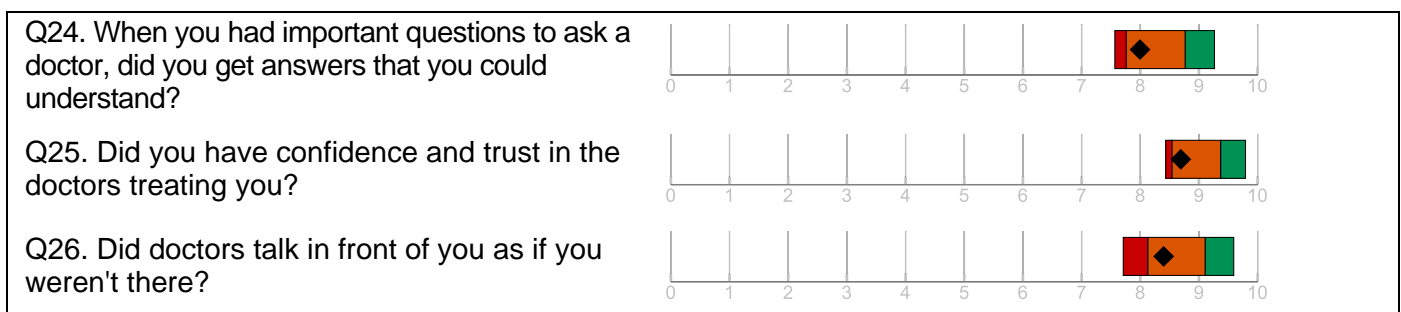 Q24. When you had important questions to ask a
doctor, did you get answers that you could
understand?
0 1 2 3 4 5 6 7 8 9 10
Q25. Did you have confidence and trust in the
doctors treating you?
0 1 2 3 4 5 6 7 8 9 10
Q26. Did doctors talk in front of you as if you
weren't there?
0 1 2 3 4 5 6 7 8 9 10